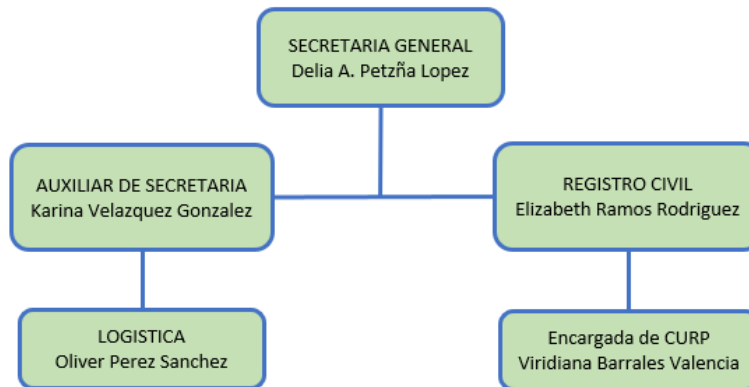 SECRETARIA GENERAL
Delia A. Petzña Lopez
AUXILIAR DE SECRETARIA
Karina Velazquez Gonzalez
REGISTRO CIVIL
Elizabeth Ramos Rodriguez
LOGISTICA
Oliver Perez Sanchez
Encargada de CURP
Viridiana Barrales Valencia